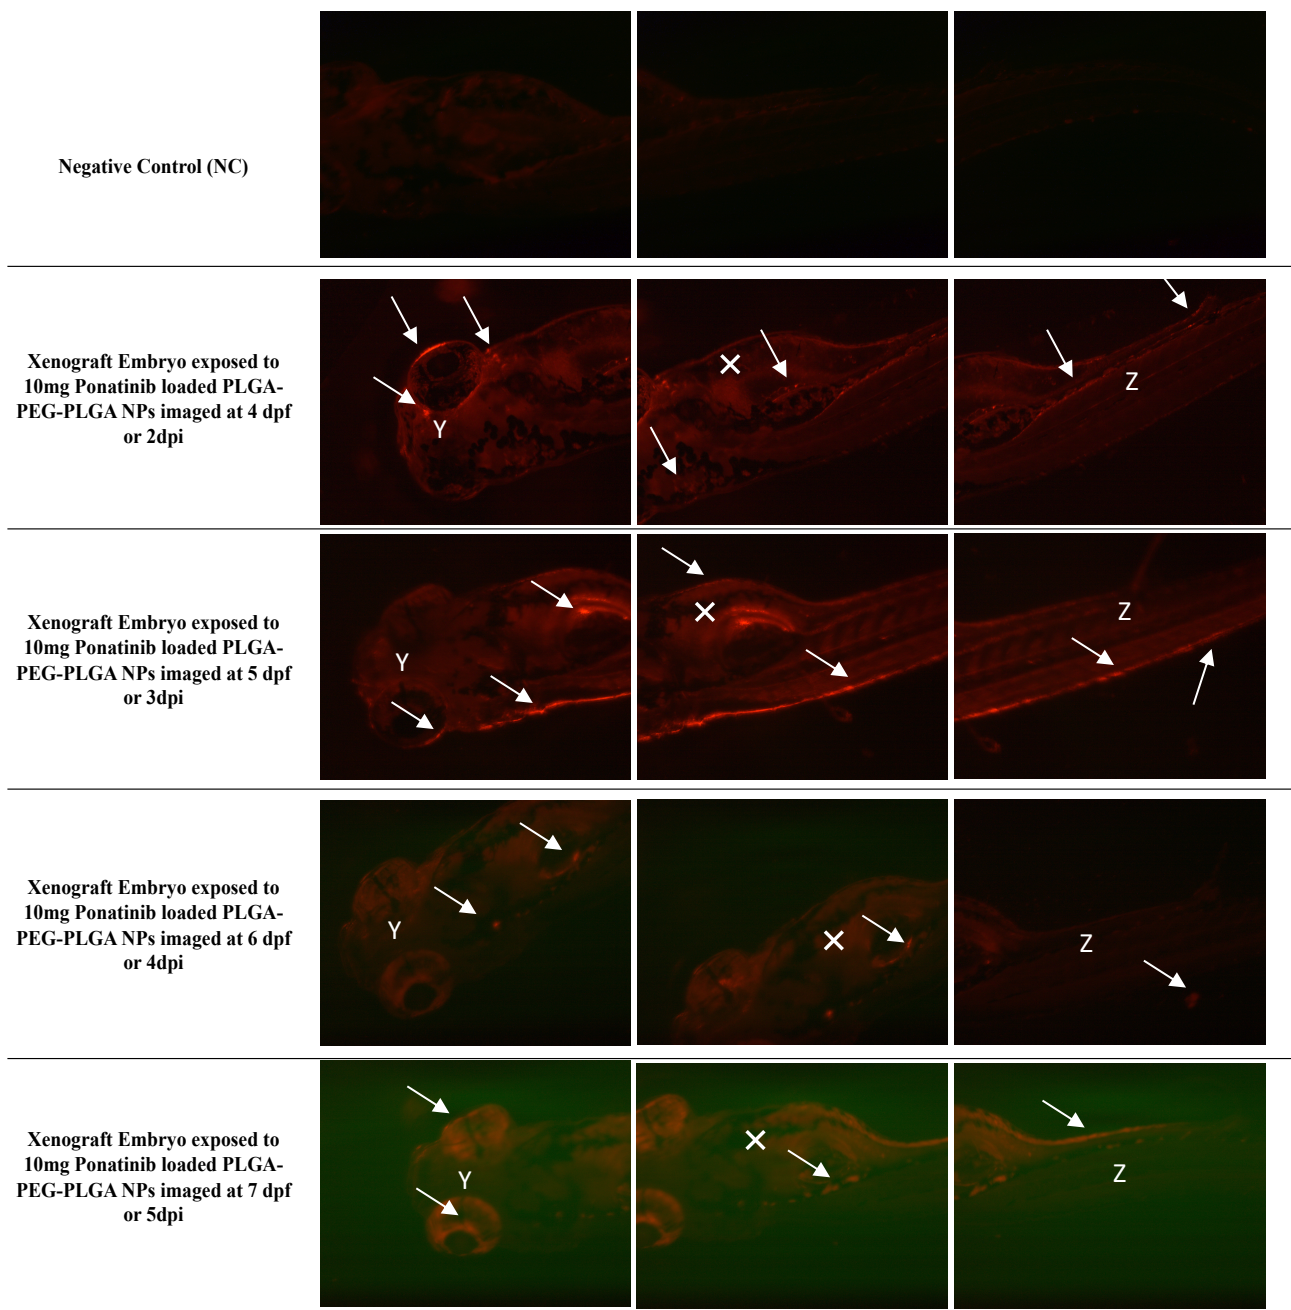 Negative Control (NC)
Xenograft Embryo exposed to
10mg Ponatinib loaded PLGA-
PEG-PLGA NPs imaged at 4 dpf
or 2dpi
Y
X
Z
Xenograft Embryo exposed to
10mg Ponatinib loaded PLGA-
PEG-PLGA NPs imaged at 5 dpf
or 3dpi
Y
X
Z
Xenograft Embryo exposed to
10mg Ponatinib loaded PLGA-
PEG-PLGA NPs imaged at 6 dpf
or 4dpi
Y
X
Z
Xenograft Embryo exposed to
10mg Ponatinib loaded PLGA-
PEG-PLGA NPs imaged at 7 dpf
or 5dpi
Y
X
Z